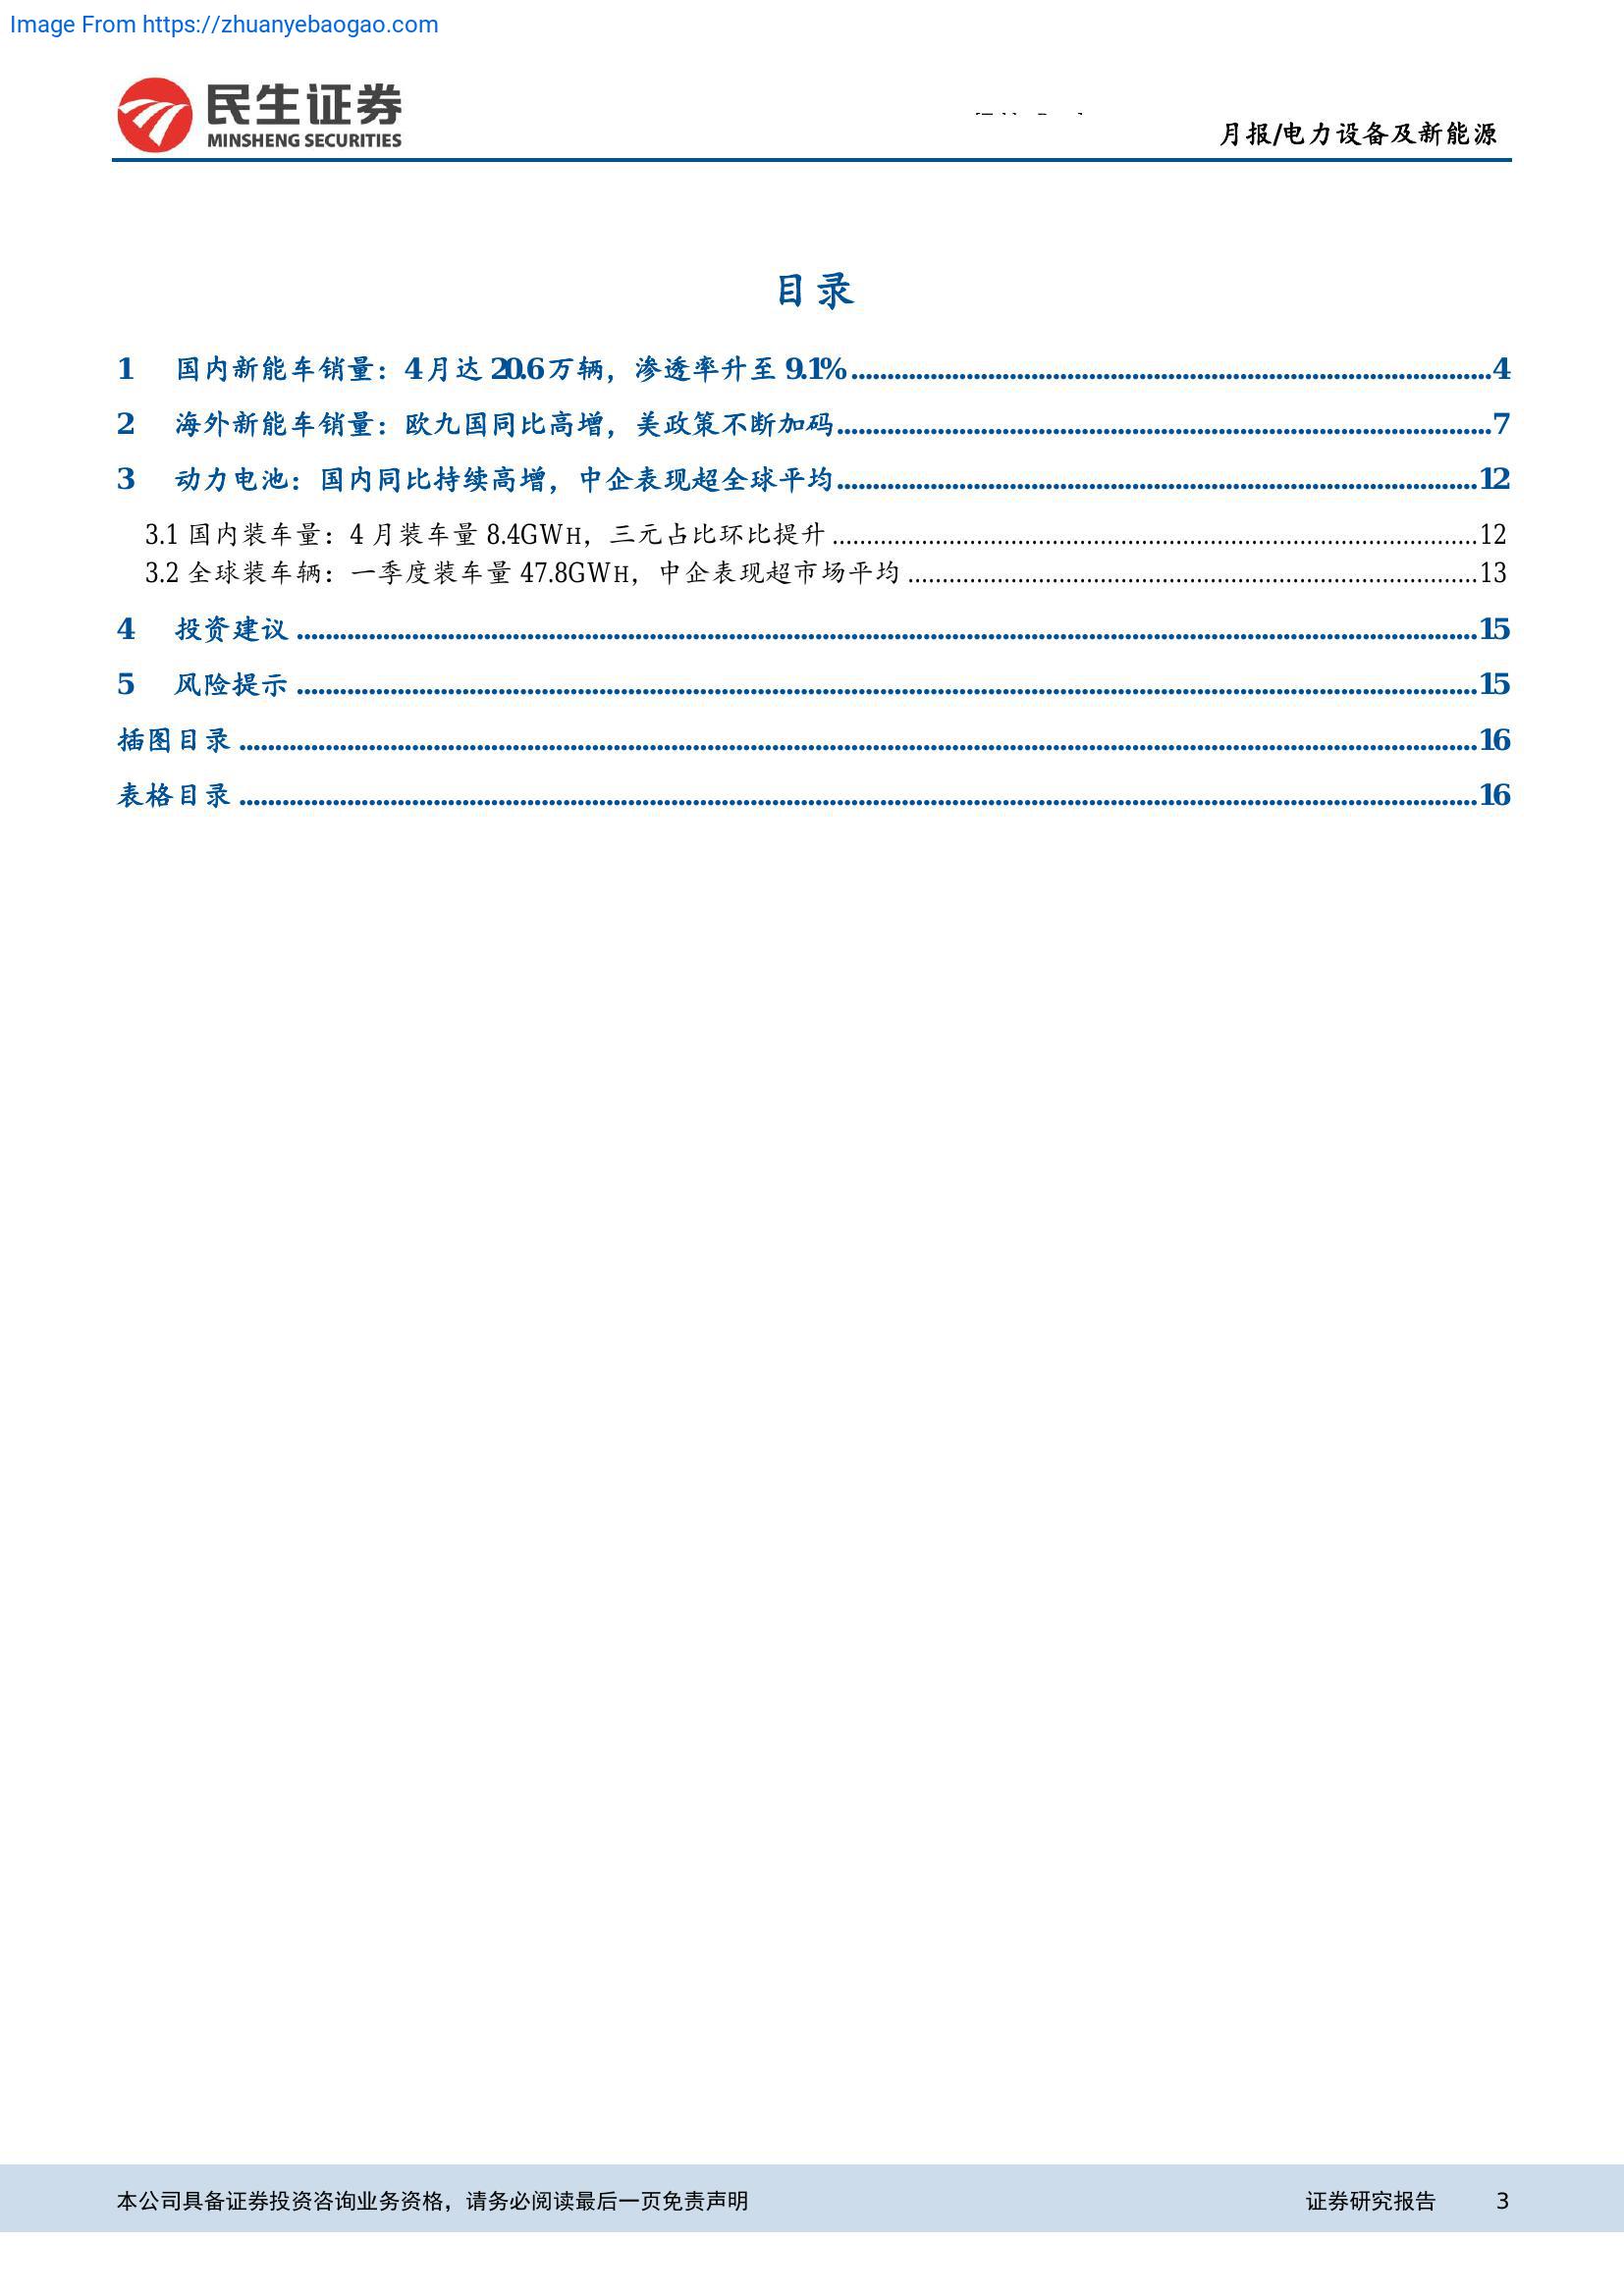 Image From https://zhuanyebaogao.com
民生证券
MINSHENG SECURITIES
月报/电力设备及新能源
目录
1 国内新能车销量：4月达 20.6万辆，渗透率升至 9.1%........................4
2 海外新能车销量：欧九国同比高增，美政策不断加码........................7
3 动力电池：国内同比持续高增，中企表现超全球平均........................12
3.1 国内装车量：4 月装车量 8.4GWH，三元占比环比提升........................12
3.2 全球装车辆：一季度装车量 47.8GWH，中企表现超市场平均........................13
4 投资建议........................15
5 风险提示........................15
插图目录........................16
表格目录........................16
本公司具备证券投资咨询业务资格，请务必阅读最后一页免责声明 证券研究报告 3